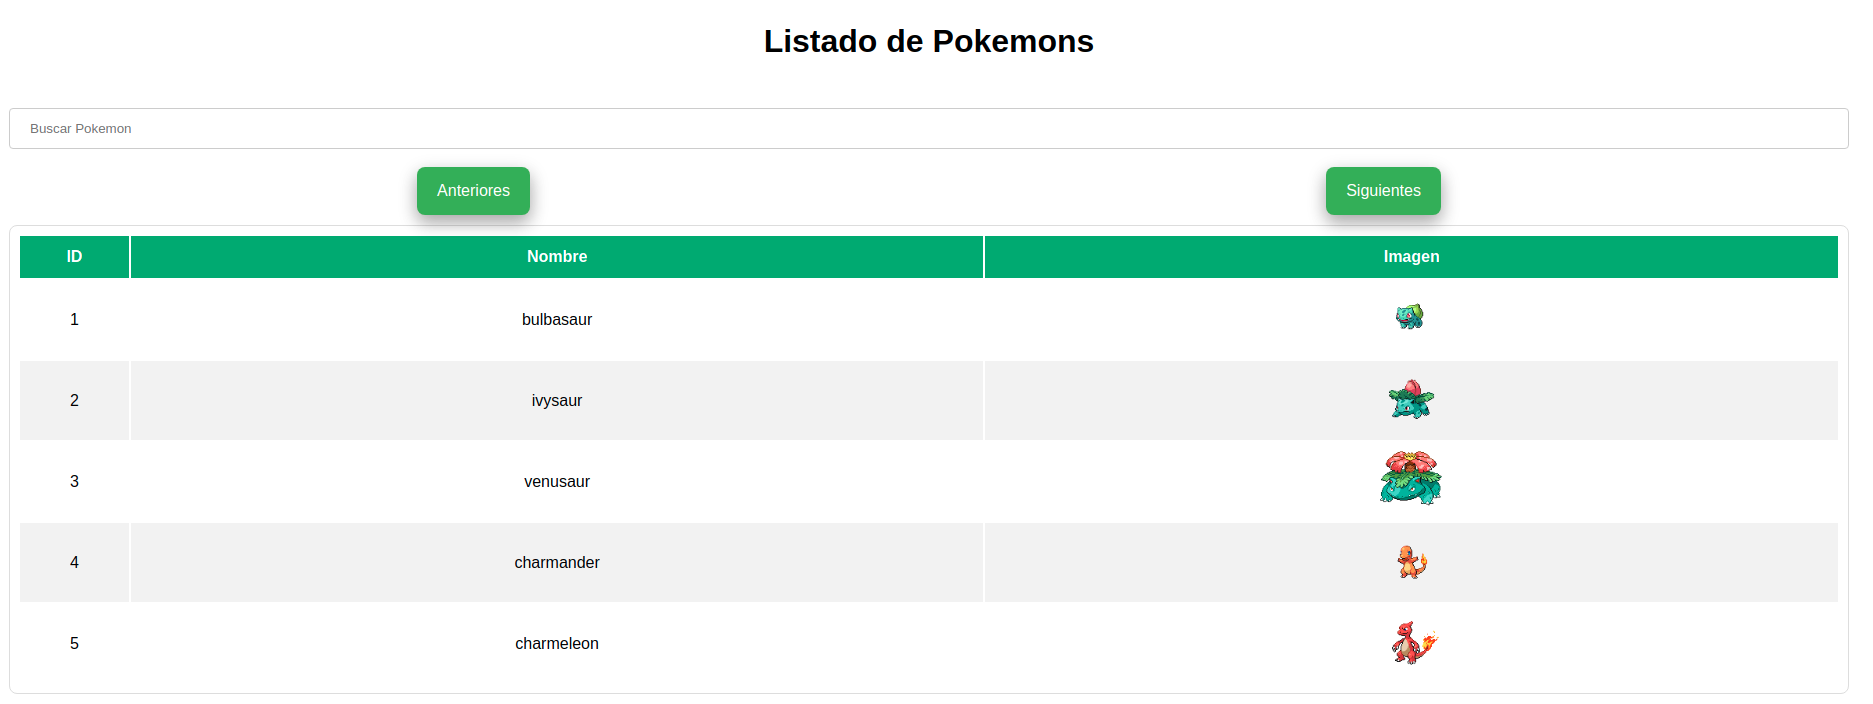 Listado de Pokemons
Buscar Pokemon
Anteriores Siguientes
ID Nombre Imagen
1 bulbasaur
2 ivysaur
3 venusaur
4 charmander
5 charmeleon